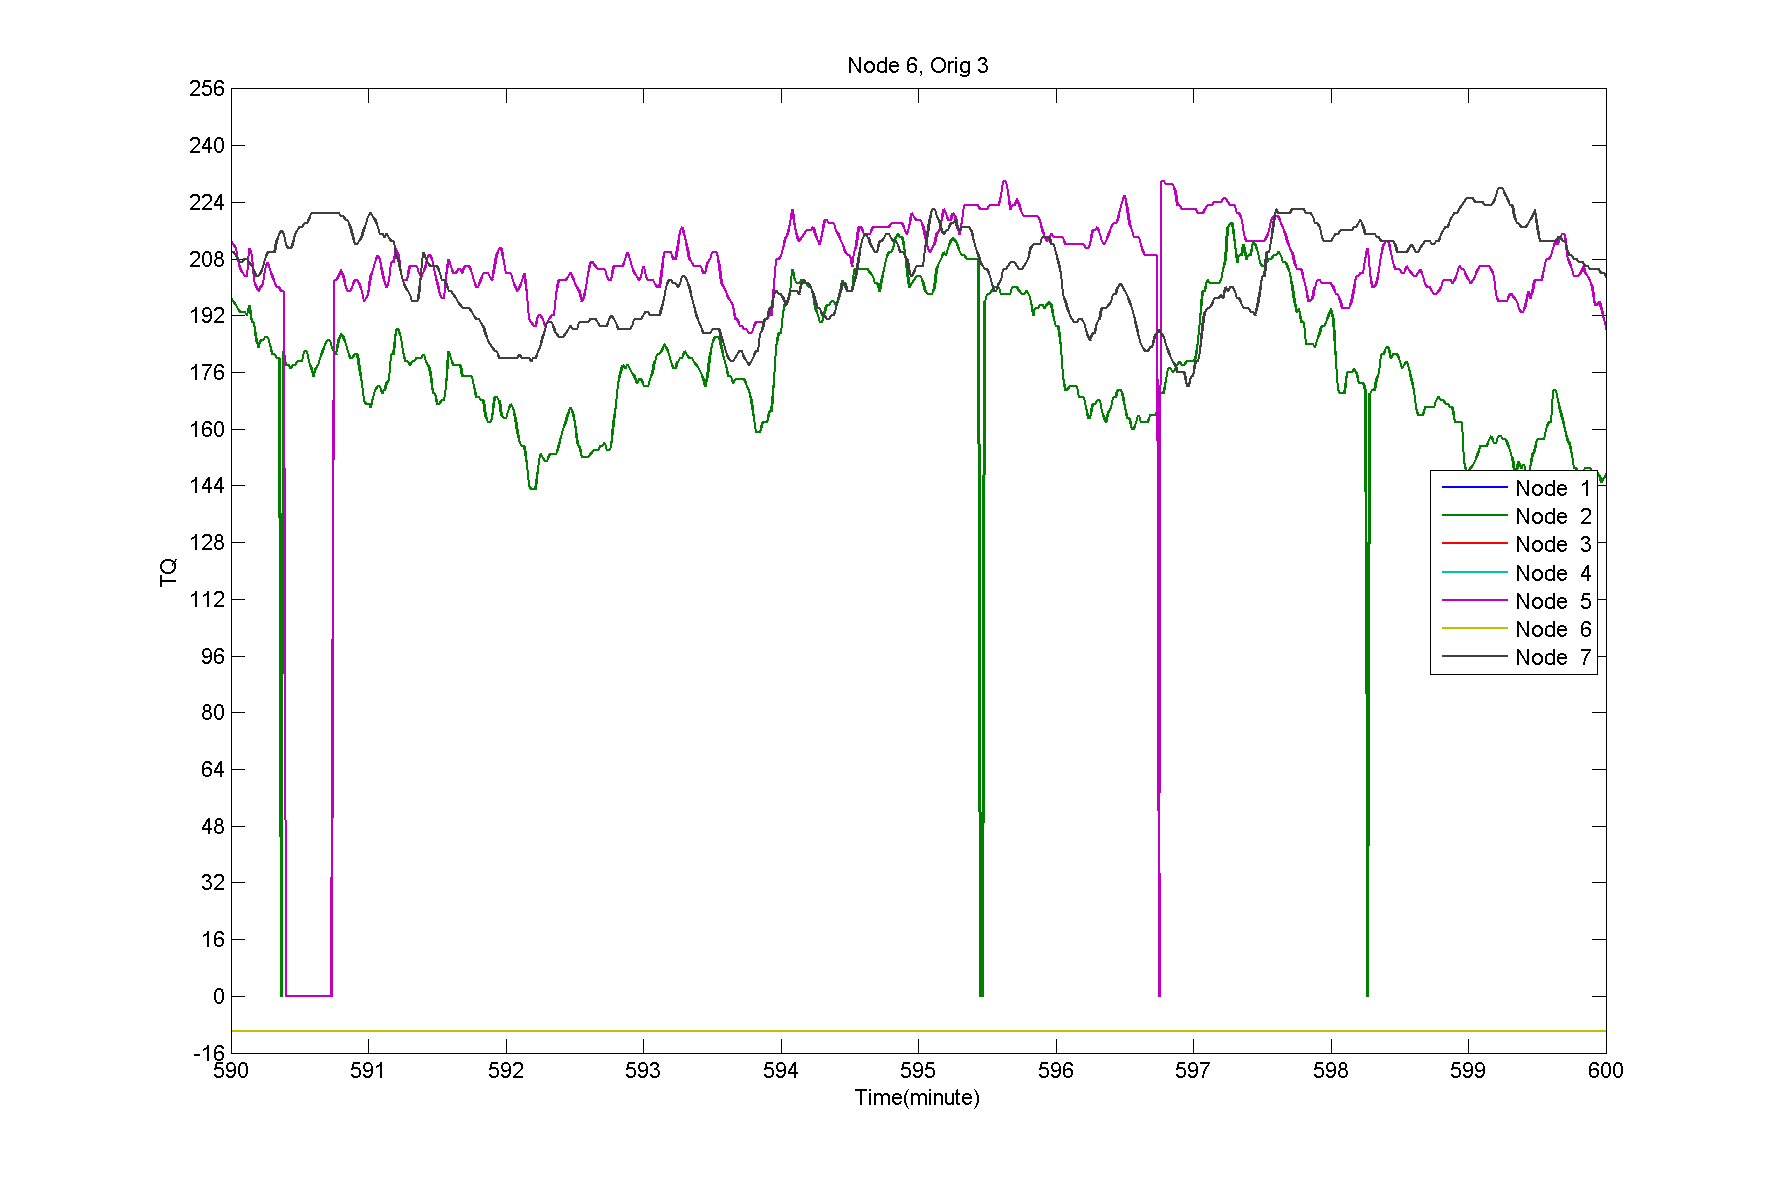 Node 6, Orig 3
256
240
224
208
192
176
160
144
128
112
96
80
64
48
32
16
0
-16
TQ
Node 1
Node 2
Node 3
Node 4
Node 5
Node 6
Node 7
590 591 592 593 594 595 596 597 598 599 600
Time(minute)